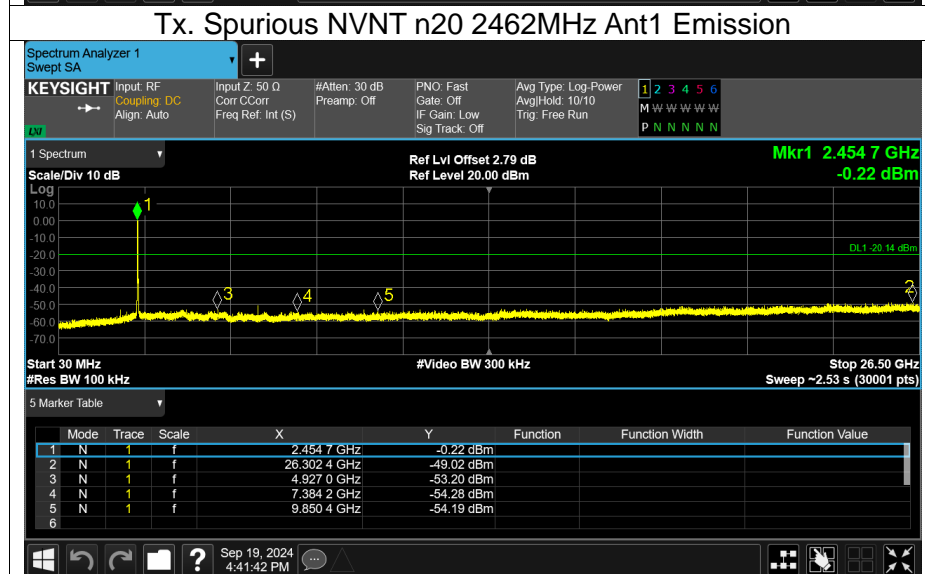 Tx. Spurious NVNT n20 2462MHz Ant1 Emission
Spectrum Analyzer 1
Swept SA
+
KEYSIGHT
LXI
Input: RF
Coupling: DC
Align: Auto
Input Z: 50 Ω
Corr CCorr
Freq Ref: Int (S)
#Atten: 30 dB
Preamp: Off
PNO: Fast
Gate: Off
IF Gain: Low
Sig Track: Off
Avg Type: Log-Power
Avg|Hold: 10/10
Trig: Free Run
1 2 3 4 5 6
M W W W W W
P N N N N N
1 Spectrum
Scale/Div 10 dB
Ref Lvl Offset 2.79 dB
Ref Level 20.00 dBm
Mkr1 2.454 7 GHz
-0.22 dBm
Log
10.0
0.00
-10.0
-20.0
-30.0
-40.0
-50.0
-60.0
-70.0
1
3
4
5
2
DL1 -20.14 dBm
Start 30 MHz
#Res BW 100 kHz
#Video BW 300 kHz
Stop 26.50 GHz
Sweep ~2.53 s (30001 pts)
5 Marker Table
Mode Trace Scale X Y Function Function Width Function Value
1 N 1 f 2.454 7 GHz -0.22 dBm
2 N 1 f 26.302 4 GHz -49.02 dBm
3 N 1 f 4.927 0 GHz -53.20 dBm
4 N 1 f 7.384 2 GHz -54.28 dBm
5 N 1 f 9.850 4 GHz -54.19 dBm
6
?
Sep 19, 2024
4:41:42 PM